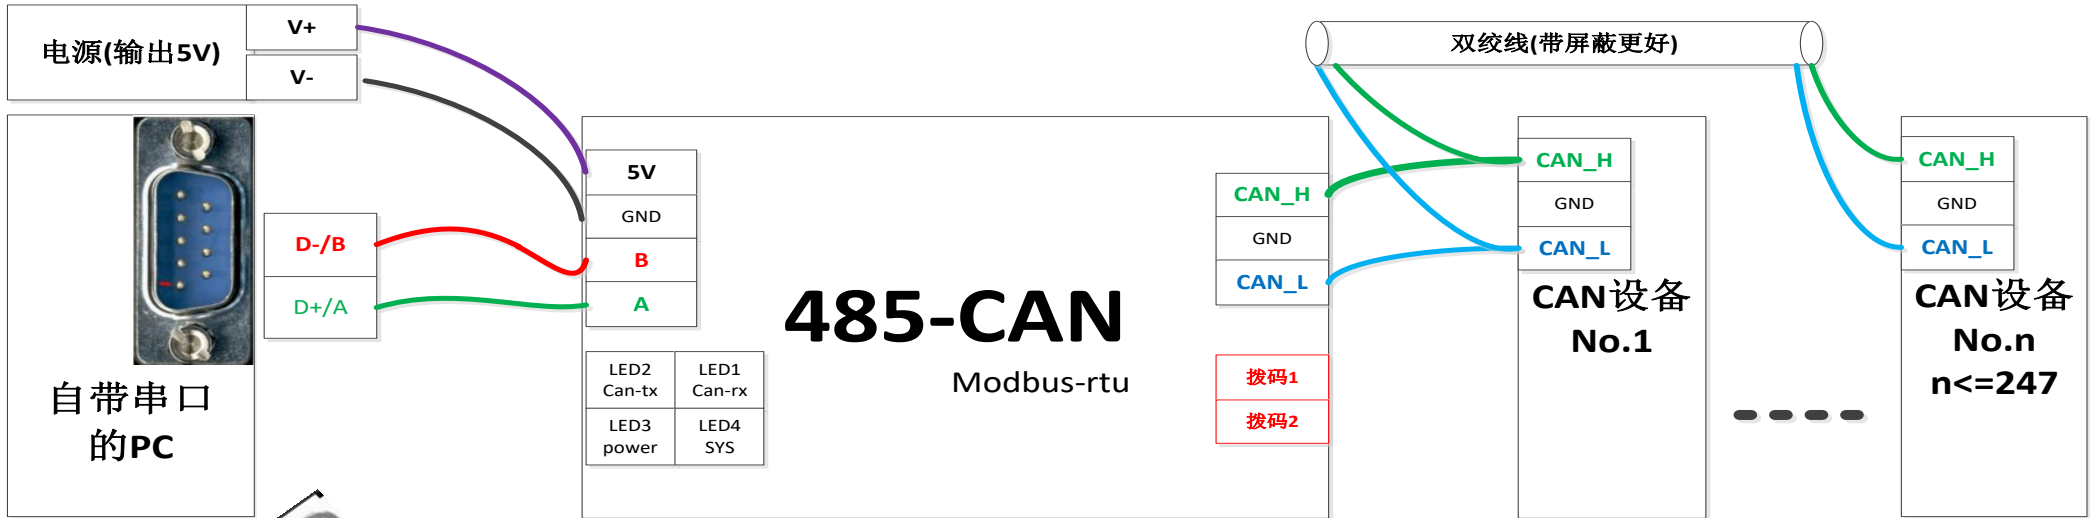 电源(输出5V)
V+
V-
自带串口
的PC
D-/B
D+/A
5V
GND
B
A
LED2
Can-tx
LED1
Can-rx
LED3
power
LED4
SYS
485-CAN
Modbus-rtu
CAN_H
GND
CAN_L
拨码1
拨码2
双绞线(带屏蔽更好)
CAN_H
GND
CAN_L
CAN设备
No.1
CAN_H
GND
CAN_L
CAN设备
No.n
n<=247